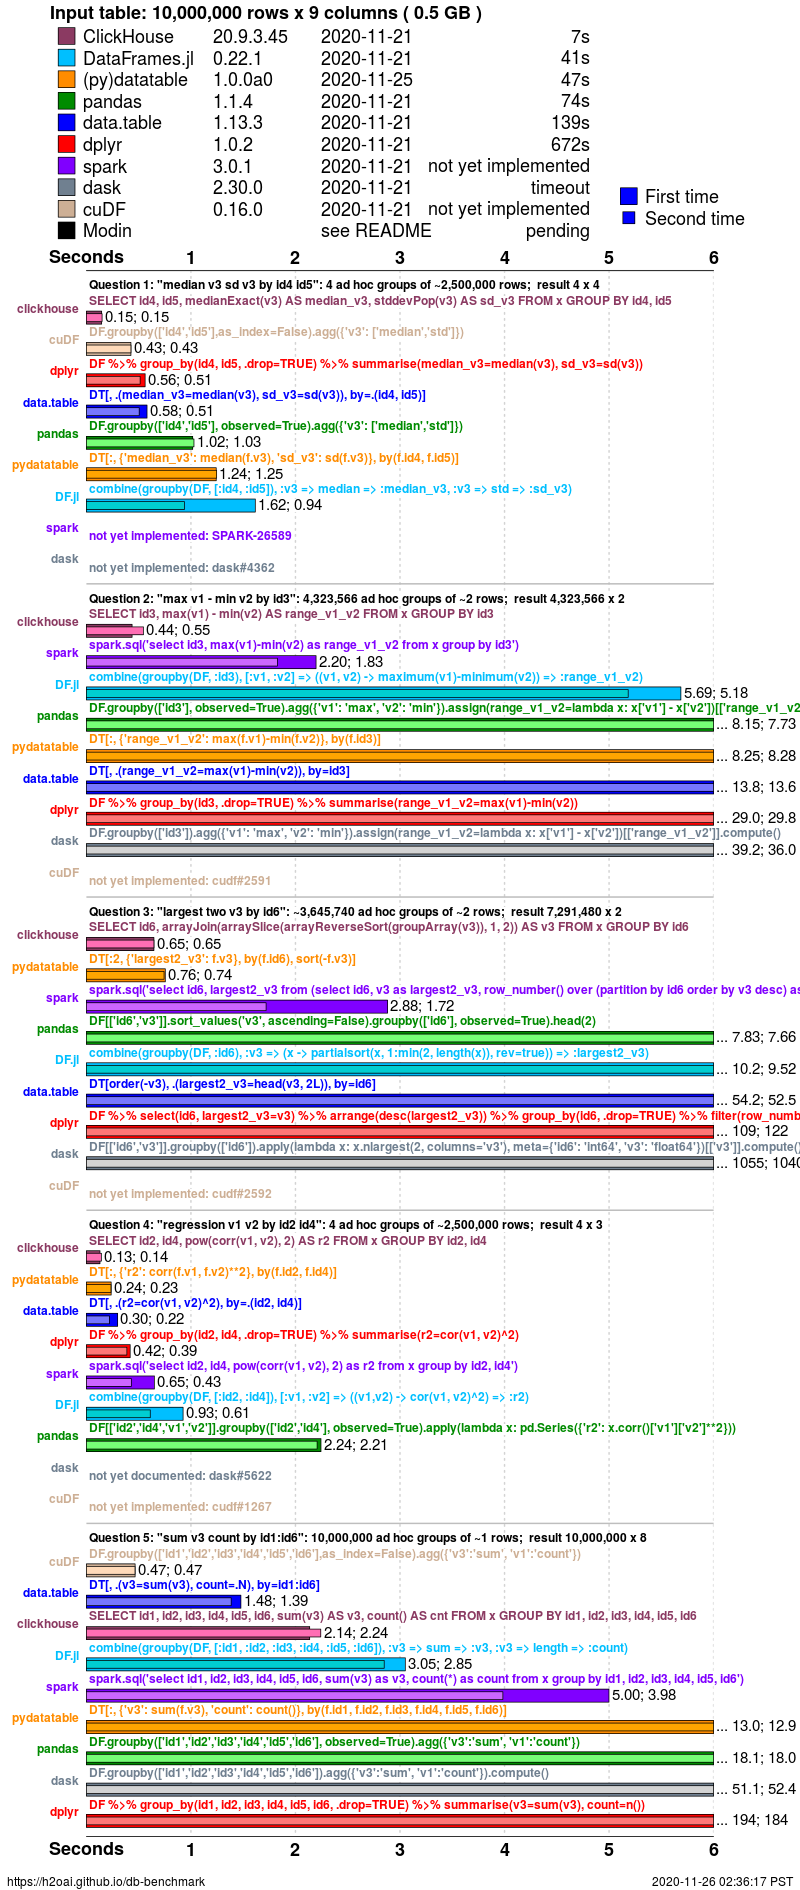 Input table: 10,000,000 rows x 9 columns ( 0.5 GB )
ClickHouse 20.9.3.45 2020-11-21 7s
DataFrames.jl 0.22.1 2020-11-21 41s
(py)datatable 1.0.0a0 2020-11-25 47s
pandas 1.1.4 2020-11-21 74s
data.table 1.13.3 2020-11-21 139s
dplyr 1.0.2 2020-11-21 672s
spark 3.0.1 2020-11-21 not yet implemented
dask 2.30.0 2020-11-21 timeout
cuDF 0.16.0 2020-11-21 not yet implemented
Modin see README pending
First time
Second time
Seconds 1 2 3 4 5 6
Question 1: "median v3 sd v3 by id4 id5": 4 ad hoc groups of ~2,500,000 rows; result 4 x 4
SELECT id4, id5, medianExact(v3) AS median_v3, stddevPop(v3) AS sd_v3 FROM x GROUP BY id4, id5
clickhouse 0.15; 0.15
DF.groupby(['id4','id5'],as_index=False).agg({'v3': ['median','std']})
cuDF 0.43; 0.43
DF %>% group_by(id4, id5, .drop=TRUE) %>% summarise(median_v3=median(v3), sd_v3=sd(v3))
dplyr 0.56; 0.51
DT[, .(median_v3=median(v3), sd_v3=sd(v3)), by=.(id4, id5)]
data.table 0.58; 0.51
DF.groupby(['id4','id5'], observed=True).agg({'v3': ['median','std']})
pandas 1.02; 1.03
DT[:, {'median_v3': median(f.v3), 'sd_v3': sd(f.v3)}, by(f.id4, f.id5)]
pydatatable 1.24; 1.25
combine(groupby(DF, [:id4, :id5]), :v3 => median => :median_v3, :v3 => std => :sd_v3)
DF.jl 1.62; 0.94
spark not yet implemented: SPARK-26589
dask not yet implemented: dask#4362
Question 2: "max v1 - min v2 by id3": 4,323,566 ad hoc groups of ~2 rows; result 4,323,566 x 2
SELECT id3, max(v1) - min(v2) AS range_v1_v2 FROM x GROUP BY id3
clickhouse 0.44; 0.55
spark.sql('select id3, max(v1)-min(v2) as range_v1_v2 from x group by id3')
spark 2.20; 1.83
combine(groupby(DF, :id3), [:v1, :v2] => ((v1, v2) -> maximum(v1)-minimum(v2)) => :range_v1_v2)
DF.jl 5.69; 5.18
DF.groupby(['id3'], observed=True).agg({'v1': 'max', 'v2': 'min'}).assign(range_v1_v2=lambda x: x['v1'] - x['v2'])[['range_v1_v2
pandas ... 8.15; 7.73
DT[:, {'range_v1_v2': max(f.v1)-min(f.v2)}, by(f.id3)]
pydatatable ... 8.25; 8.28
DT[, .(range_v1_v2=max(v1)-min(v2)), by=id3]
data.table ... 13.8; 13.6
DF %>% group_by(id3, .drop=TRUE) %>% summarise(range_v1_v2=max(v1)-min(v2))
dplyr ... 29.0; 29.8
DF.groupby(['id3']).agg({'v1': 'max', 'v2': 'min'}).assign(range_v1_v2=lambda x: x['v1'] - x['v2'])[['range_v1_v2']].compute()
dask ... 39.2; 36.0
cuDF not yet implemented: cudf#2591
Question 3: "largest two v3 by id6": ~3,645,740 ad hoc groups of ~2 rows; result 7,291,480 x 2
SELECT id6, arrayJoin(arraySlice(arrayReverseSort(groupArray(v3)), 1, 2)) AS v3 FROM x GROUP BY id6
clickhouse 0.65; 0.65
DT[:2, {'largest2_v3': f.v3}, by(f.id6), sort(-f.v3)]
pydatatable 0.76; 0.74
spark.sql('select id6, largest2_v3 from (select id6, v3 as largest2_v3, row_number() over (partition by id6 order by v3 desc) as
spark 2.88; 1.72
DF[['id6','v3']].sort_values('v3', ascending=False).groupby(['id6'], observed=True).head(2)
pandas ... 7.83; 7.66
combine(groupby(DF, :id6), :v3 => (x -> partialsort(x, 1:min(2, length(x)), rev=true)) => :largest2_v3)
DF.jl ... 10.2; 9.52
DT[order(-v3), .(largest2_v3=head(v3, 2L)), by=id6]
data.table ... 54.2; 52.5
DF %>% select(id6, largest2_v3=v3) %>% arrange(desc(largest2_v3)) %>% group_by(id6, .drop=TRUE) %>% filter(row_numb
dplyr ... 109; 122
DF[['id6','v3']].groupby(['id6']).apply(lambda x: x.nlargest(2, columns='v3'), meta={'id6': 'int64', 'v3': 'float64'})[['v3']].compute()
dask ... 1055; 1040
cuDF not yet implemented: cudf#2592
Question 4: "regression v1 v2 by id2 id4": 4 ad hoc groups of ~2,500,000 rows; result 4 x 3
SELECT id2, id4, pow(corr(v1, v2), 2) AS r2 FROM x GROUP BY id2, id4
clickhouse 0.13; 0.14
DT[:, {'r2': corr(f.v1, f.v2)**2}, by(f.id2, f.id4)]
pydatatable 0.24; 0.23
DT[, .(r2=cor(v1, v2)^2), by=.(id2, id4)]
data.table 0.30; 0.22
DF %>% group_by(id2, id4, .drop=TRUE) %>% summarise(r2=cor(v1, v2)^2)
dplyr 0.42; 0.39
spark.sql('select id2, id4, pow(corr(v1, v2), 2) as r2 from x group by id2, id4')
spark 0.65; 0.43
combine(groupby(DF, [:id2, :id4]), [:v1, :v2] => ((v1,v2) -> cor(v1, v2)^2) => :r2)
DF.jl 0.93; 0.61
DF[['id2','id4','v1','v2']].groupby(['id2','id4'], observed=True).apply(lambda x: pd.Series({'r2': x.corr()['v1']['v2']**2}))
pandas 2.24; 2.21
dask not yet documented: dask#5622
cuDF not yet implemented: cudf#1267
Question 5: "sum v3 count by id1:id6": 10,000,000 ad hoc groups of ~1 rows; result 10,000,000 x 8
DF.groupby(['id1','id2','id3','id4','id5','id6'],as_index=False).agg({'v3':'sum', 'v1':'count'})
cuDF 0.47; 0.47
DT[, .(v3=sum(v3), count=.N), by=id1:id6]
data.table 1.48; 1.39
SELECT id1, id2, id3, id4, id5, id6, sum(v3) AS v3, count() AS cnt FROM x GROUP BY id1, id2, id3, id4, id5, id6
clickhouse 2.14; 2.24
combine(groupby(DF, [:id1, :id2, :id3, :id4, :id5, :id6]), :v3 => sum => :v3, :v3 => length => :count)
DF.jl 3.05; 2.85
spark.sql('select id1, id2, id3, id4, id5, id6, sum(v3) as v3, count(*) as count from x group by id1, id2, id3, id4, id5, id6')
spark 5.00; 3.98
DT[:, {'v3': sum(f.v3), 'count': count()}, by(f.id1, f.id2, f.id3, f.id4, f.id5, f.id6)]
pydatatable ... 13.0; 12.9
DF.groupby(['id1','id2','id3','id4','id5','id6'], observed=True).agg({'v3':'sum', 'v1':'count'})
pandas ... 18.1; 18.0
DF.groupby(['id1','id2','id3','id4','id5','id6']).agg({'v3':'sum', 'v1':'count'}).compute()
dask ... 51.1; 52.4
DF %>% group_by(id1, id2, id3, id4, id5, id6, .drop=TRUE) %>% summarise(v3=sum(v3), count=n())
dplyr ... 194; 184
Seconds 1 2 3 4 5 6
https://h2oai.github.io/db-benchmark 2020-11-26 02:36:17 PST